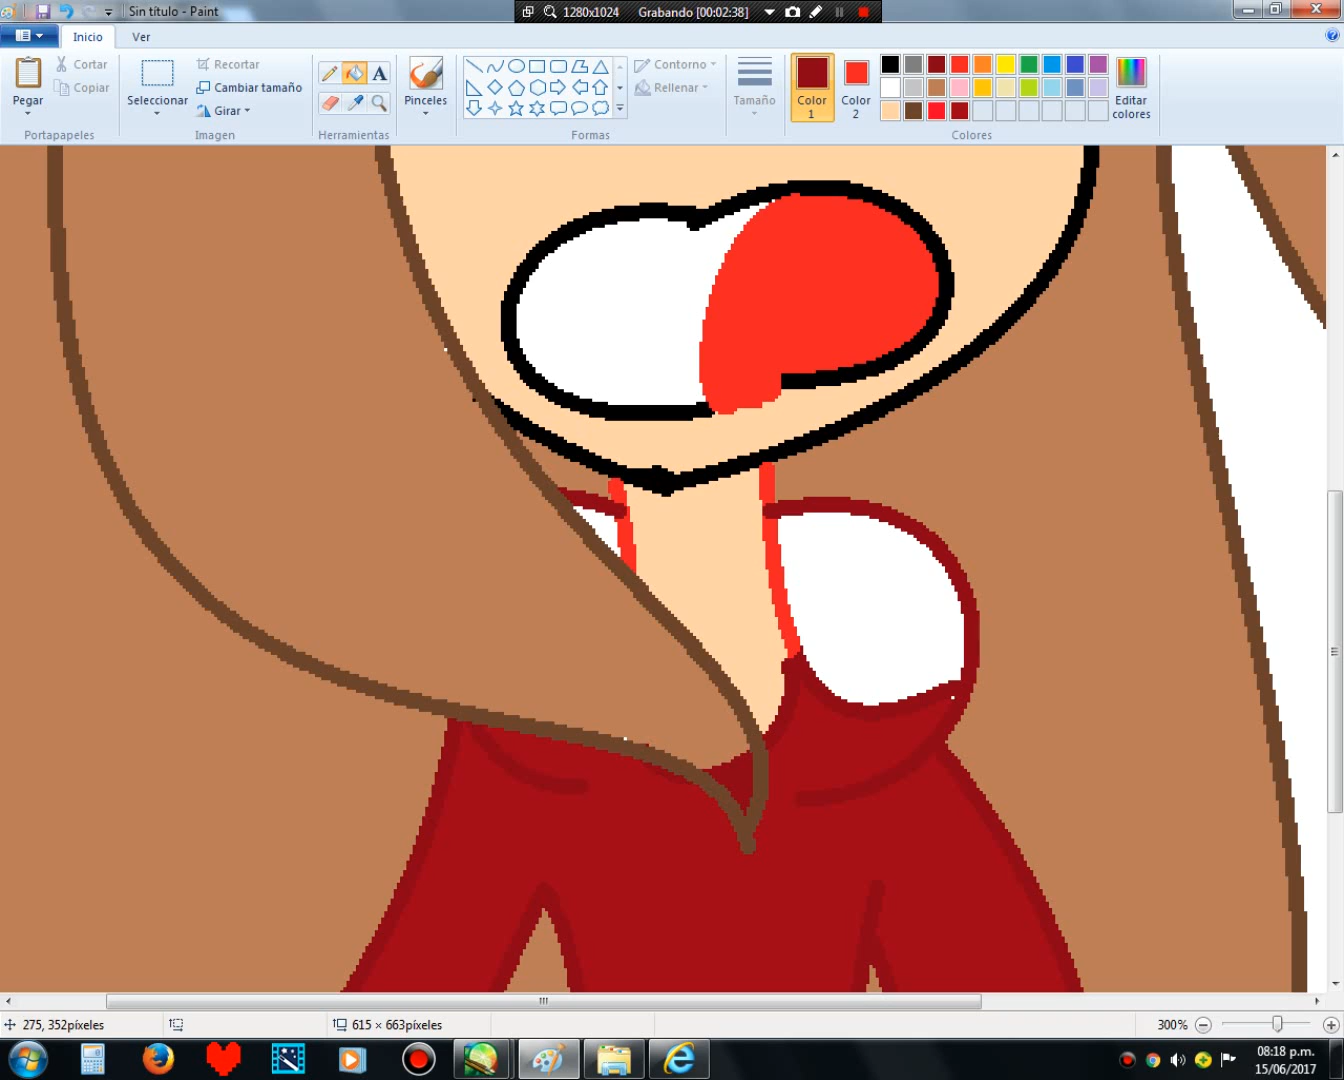 Sin título - Paint
1280x1024 Grabando [00:02:38]
Inicio Ver
Pegar
Cortar
Copiar
Portapapeles
Seleccionar
Recortar
Cambiar tamaño
Girar
Imagen
A
Herramientas
Pinceles
Contorno
Rellenar
Formas
Tamaño
Color 1
Color 2
Editar colores
Colores
275, 352píxeles
615 × 663píxeles
300%
08:18 p.m.
15/06/2017